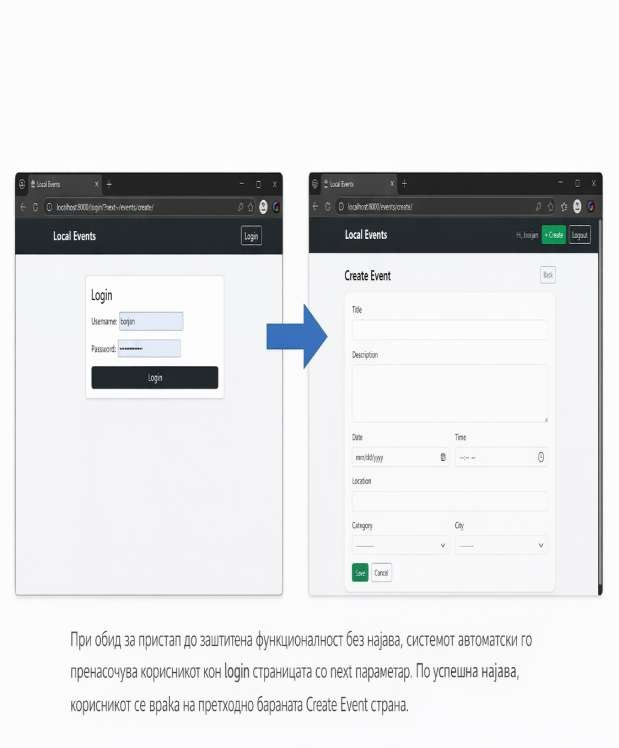 Local Events
localhost:8000/login/?next=/events/create/
Local Events
Login
Login
Username: borjan
Password:
Login
Local Events
localhost:8000/events/create/
Local Events
Hi, borjan + Create Logout
Create Event
Back
Title
Description
Date Time
mm/dd/yyyy --:-- --
Location
Category City
--------- ---------
Save Cancel
При обид за пристап до заштитена функционалност без најава, системот автоматски го
пренасочува корисникот кон login страницата со next параметар. По успешна најава,
корисникот се враќа на претходно бараната Create Event страна.